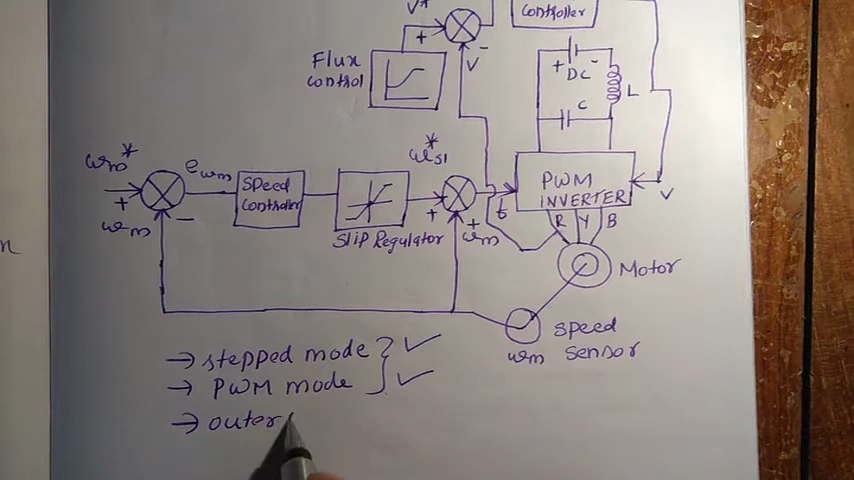 V*
controller
+
-
Flux
control
V
+ DC -
L
C
ωm*
eωm
ω*sl
speed
controller
PWM
INVERTER
V
+
-
ωm
+
+
ωm
f
R Y B
Slip Regulator
Motor
speed
sensor
ωm
→ stepped mode } ✓
→ PWM mode } ✓
→ outer